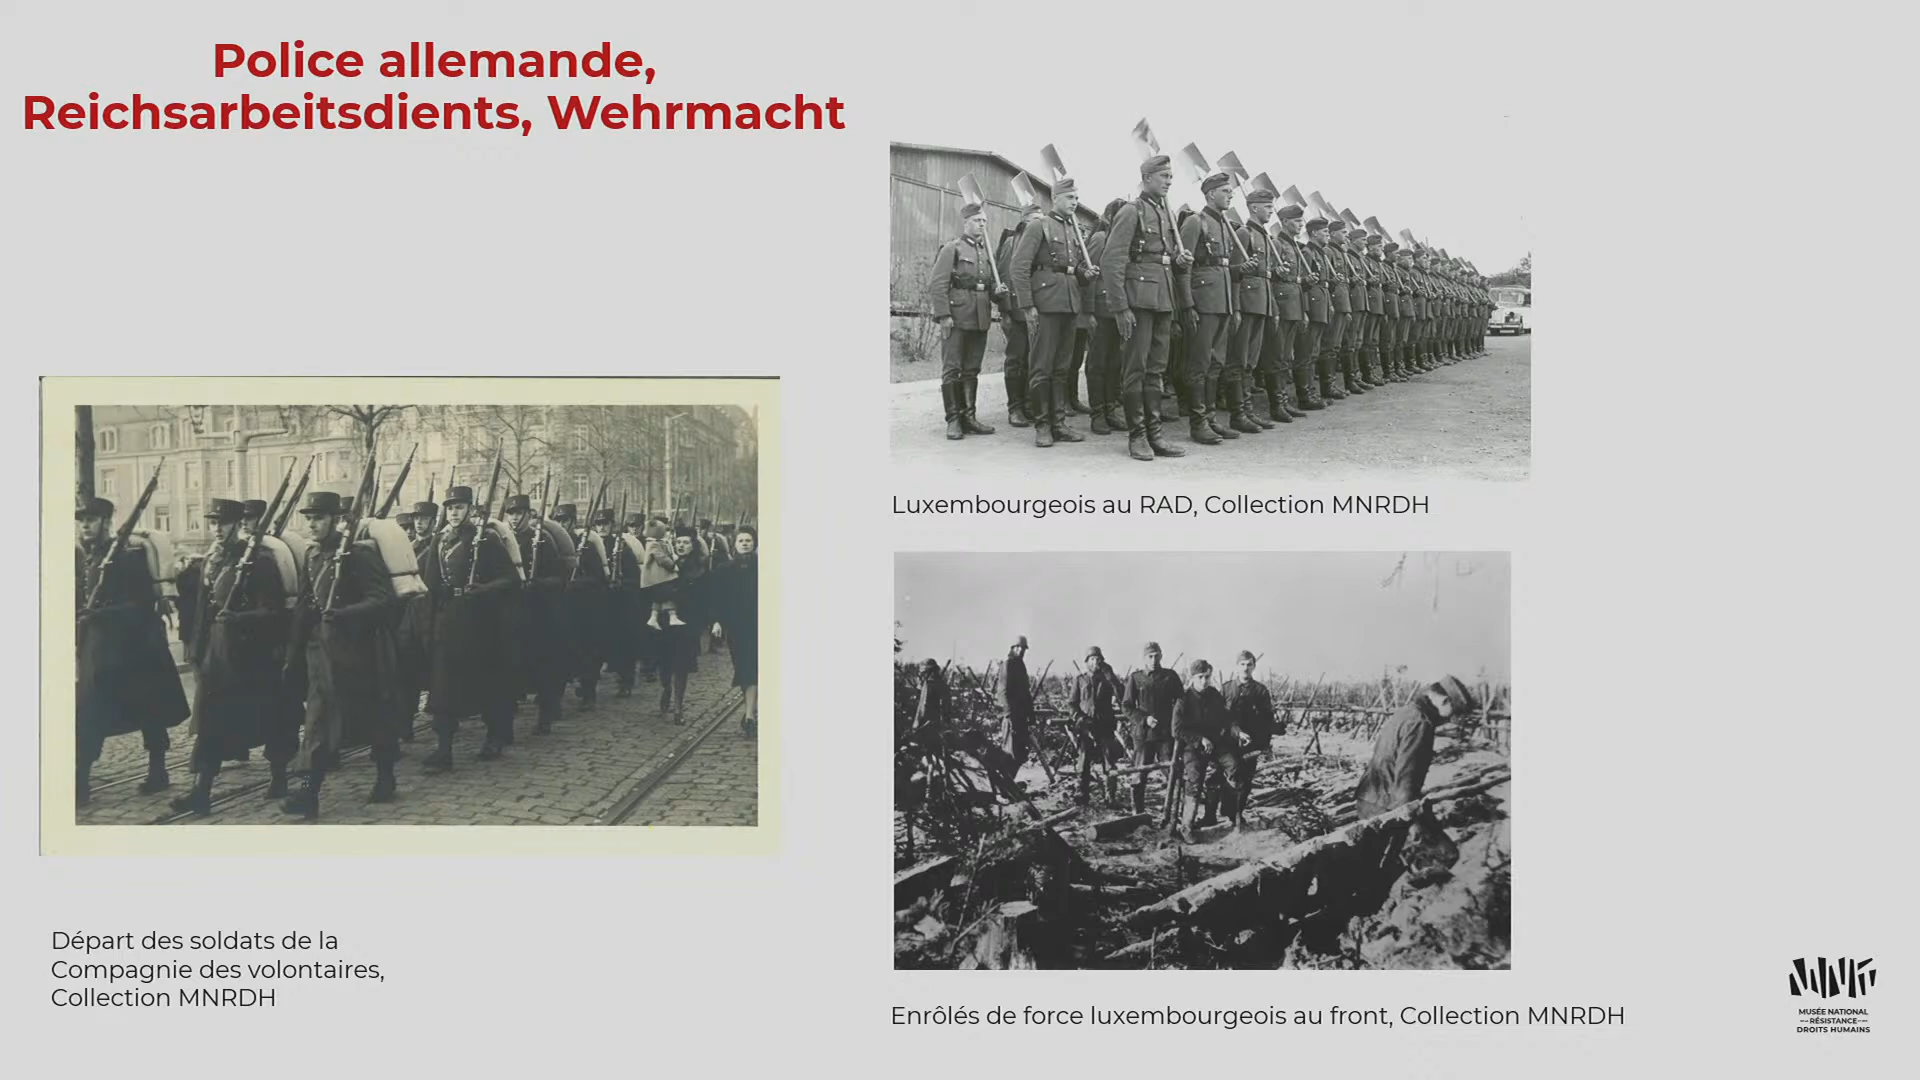 Police allemande,
Reichsarbeitsdients, Wehrmacht
Luxembourgeois au RAD, Collection MNRDH
Départ des soldats de la
Compagnie des volontaires,
Collection MNRDH
Enrôlés de force luxembourgeois au front, Collection MNRDH
MUSÉE NATIONAL
RÉSISTANCE
DROITS HUMAINS